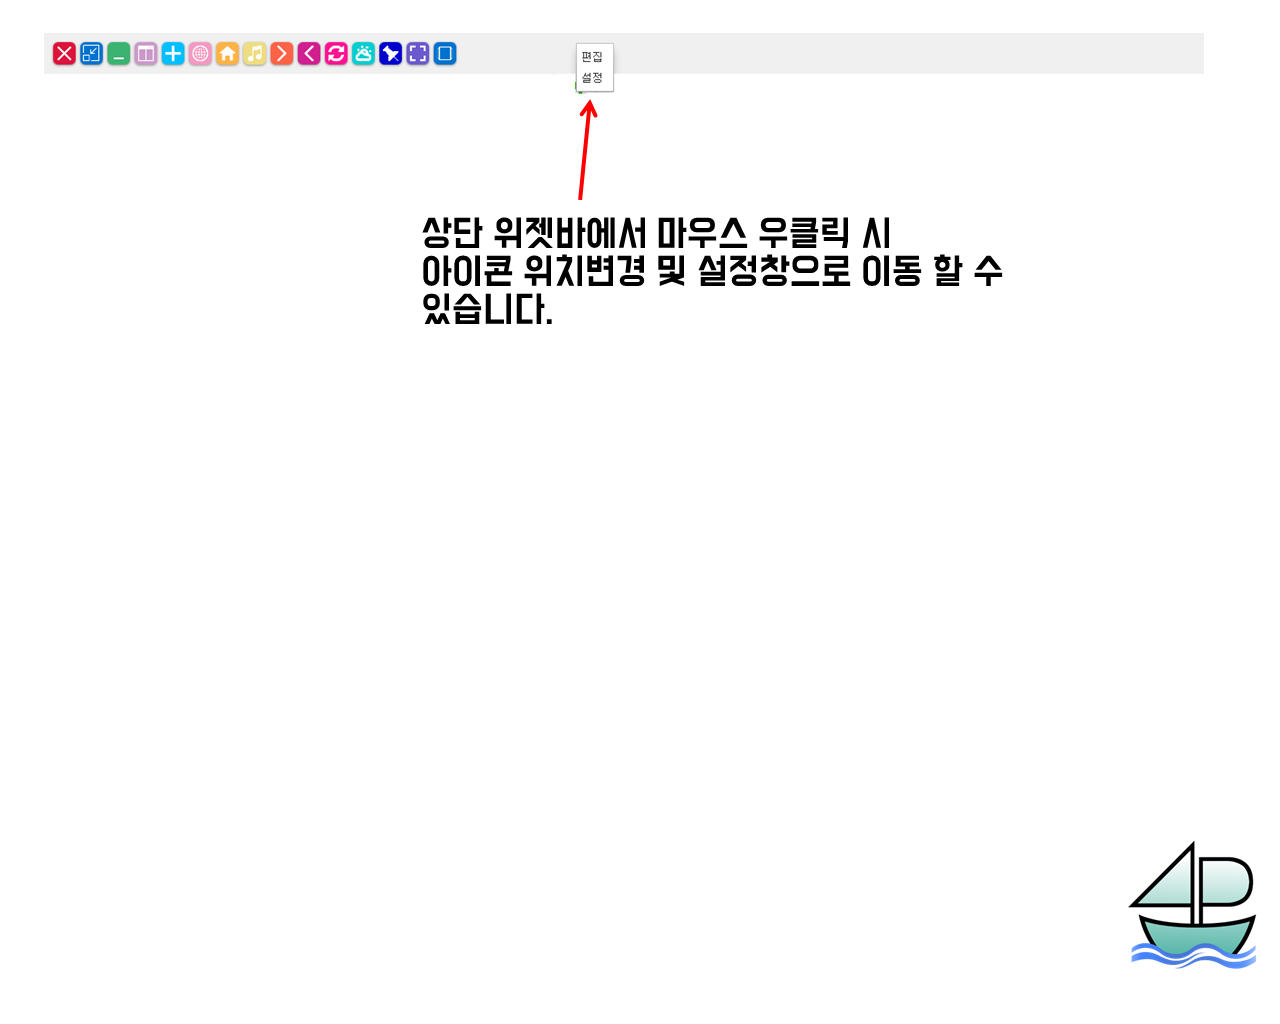 편집
설정
상단 위젯바에서 마우스 우클릭 시
아이콘 위치변경 및 설정창으로 이동 할 수
있습니다.